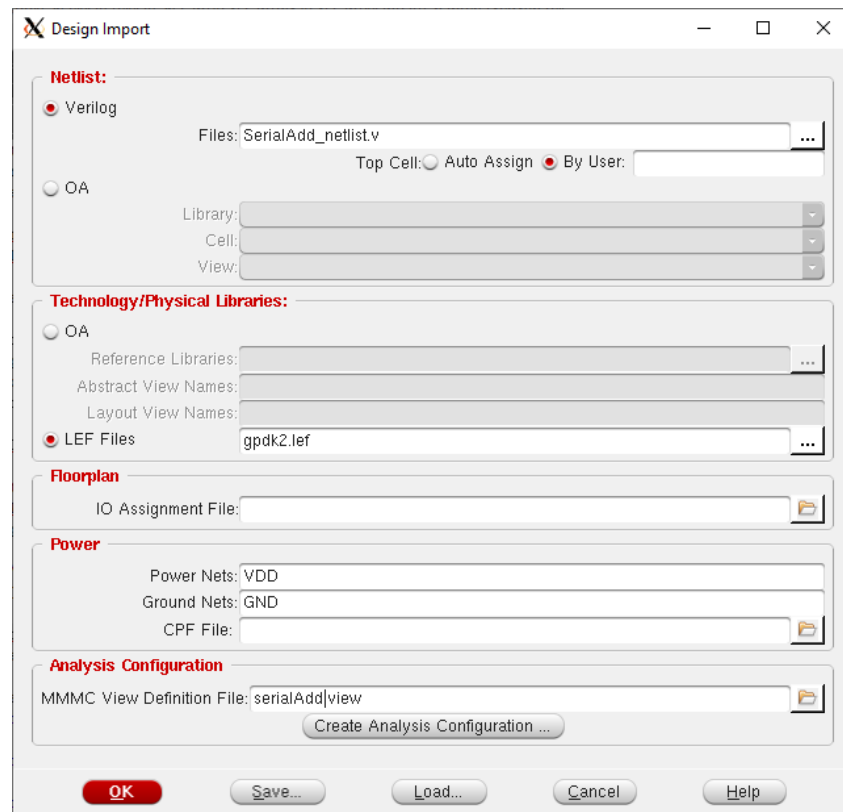 Design Import
Netlist:
Verilog
Files: SerialAdd_netlist.v ...
Top Cell: Auto Assign By User:
OA
Library:
Cell:
View:
Technology/Physical Libraries:
OA
Reference Libraries: ...
Abstract View Names:
Layout View Names:
LEF Files gpdk2.lef ...
Floorplan
IO Assignment File:
Power
Power Nets: VDD
Ground Nets: GND
CPF File:
Analysis Configuration
MMMC View Definition File: serialAdd|view
Create Analysis Configuration ...
OK Save... Load... Cancel Help